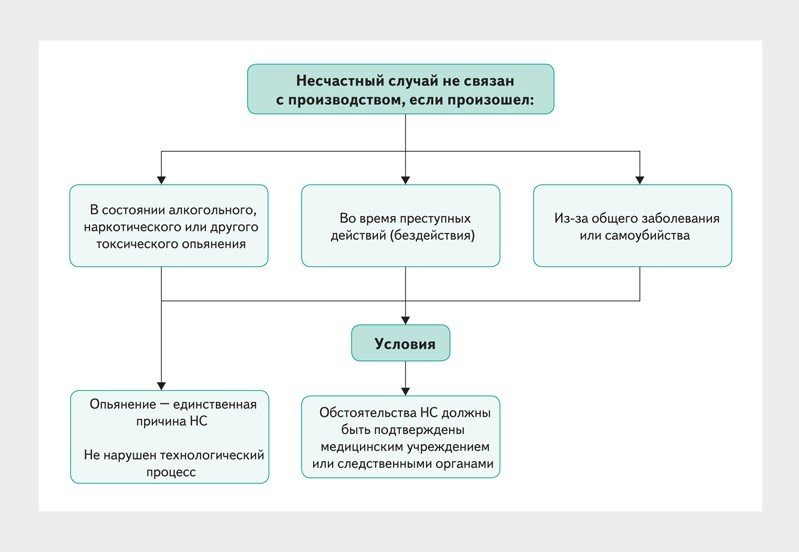 Несчастный случай не связан
с производством, если произошел:
В состоянии алкогольного,
наркотического или другого
токсического опьянения
Во время преступных
действий (бездействия)
Из-за общего заболевания
или самоубийства
Условия
Опьянение — единственная
причина НС
Не нарушен технологический
процесс
Обстоятельства НС должны
быть подтверждены
медицинским учреждением
или следственными органами